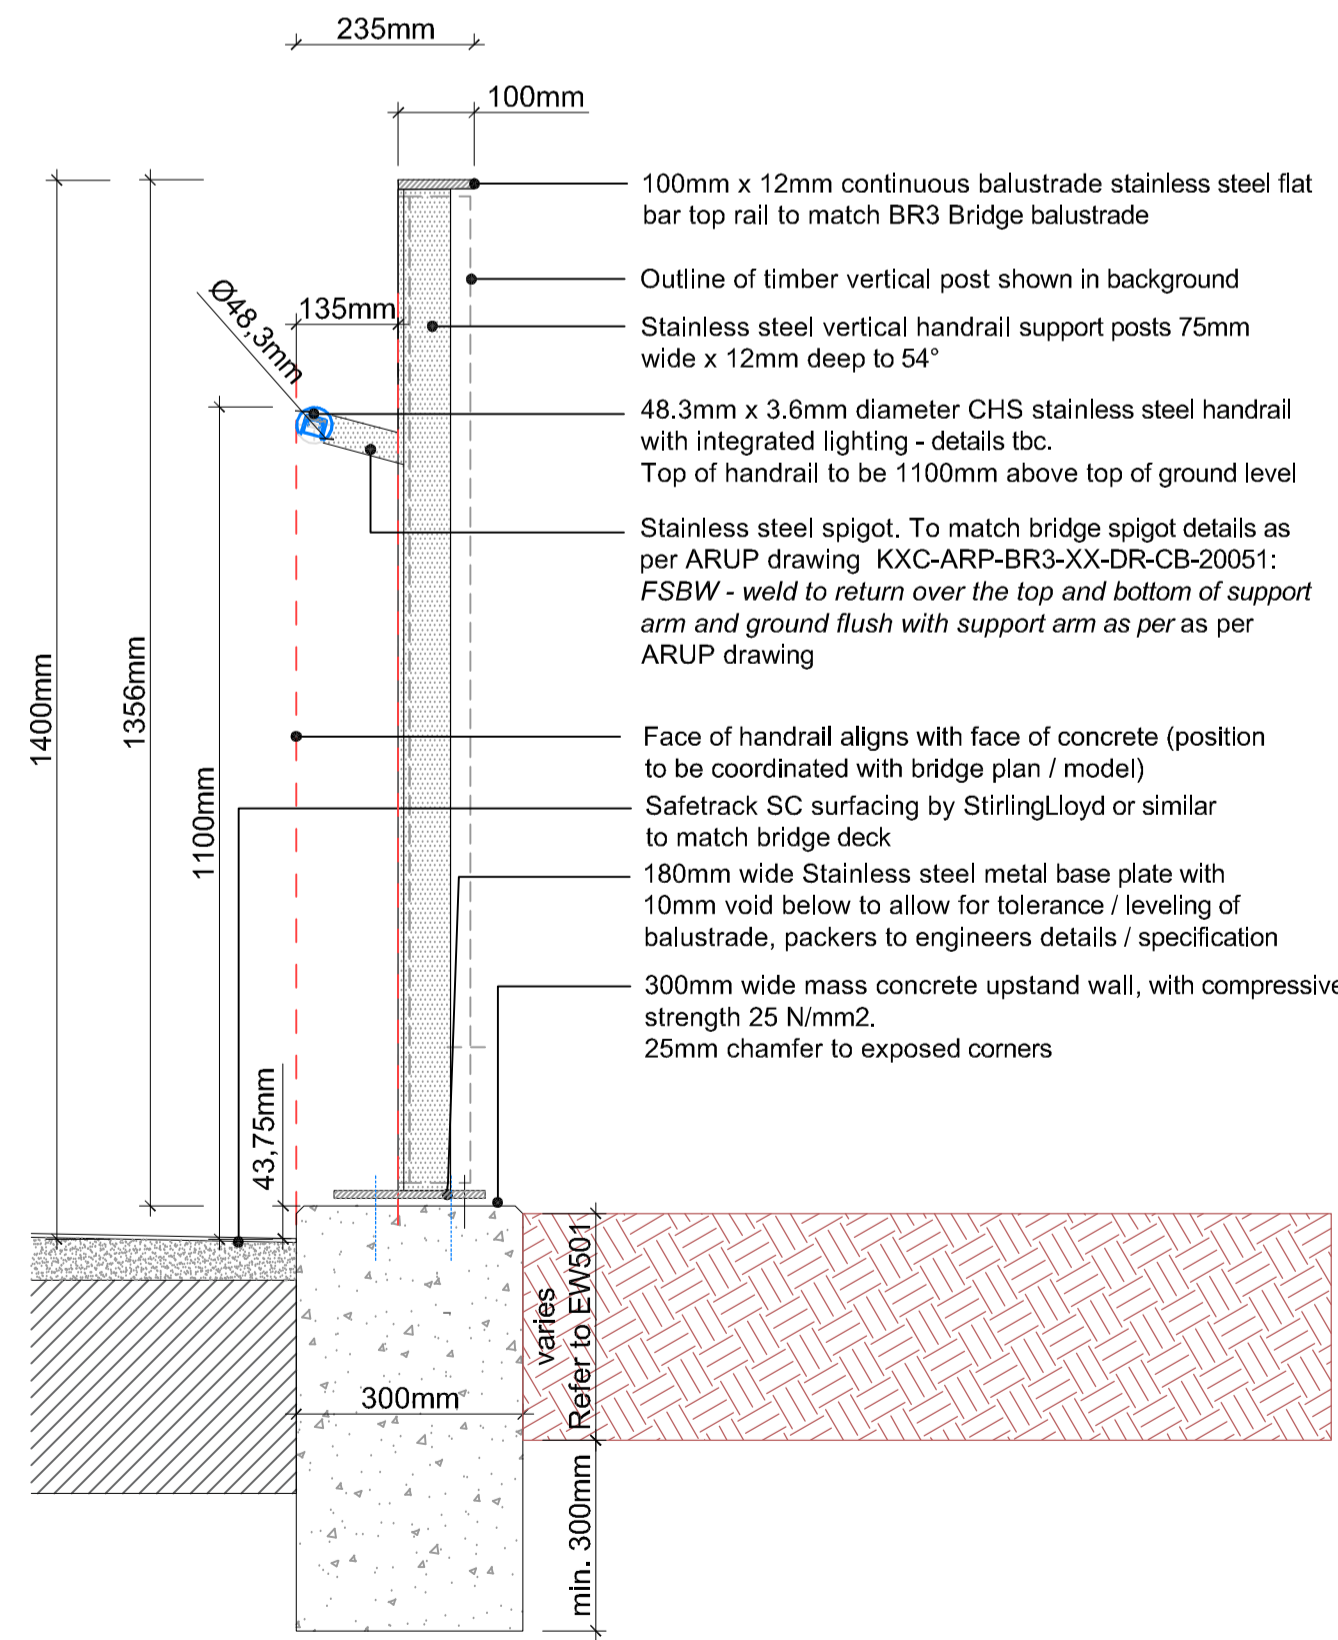 235mm
100mm
100mm x 12mm continuous balustrade stainless steel flat
bar top rail to match BR3 Bridge balustrade
Outline of timber vertical post shown in background
Ø48,3mm
135mm
Stainless steel vertical handrail support posts 75mm
wide x 12mm deep to 54°
48.3mm x 3.6mm diameter CHS stainless steel handrail
with integrated lighting - details tbc.
Top of handrail to be 1100mm above top of ground level
Stainless steel spigot. To match bridge spigot details as
per ARUP drawing KXC-ARP-BR3-XX-DR-CB-20051:
FSBW - weld to return over the top and bottom of support
arm and ground flush with support arm as per as per
ARUP drawing
1400mm
1356mm
1100mm
Face of handrail aligns with face of concrete (position
to be coordinated with bridge plan / model)
Safetrack SC surfacing by StirlingLloyd or similar
to match bridge deck
180mm wide Stainless steel metal base plate with
10mm void below to allow for tolerance / leveling of
balustrade, packers to engineers details / specification
300mm wide mass concrete upstand wall, with compressive
strength 25 N/mm2.
25mm chamfer to exposed corners
43,75mm
varies
Refer to EW501
300mm
min. 300mm